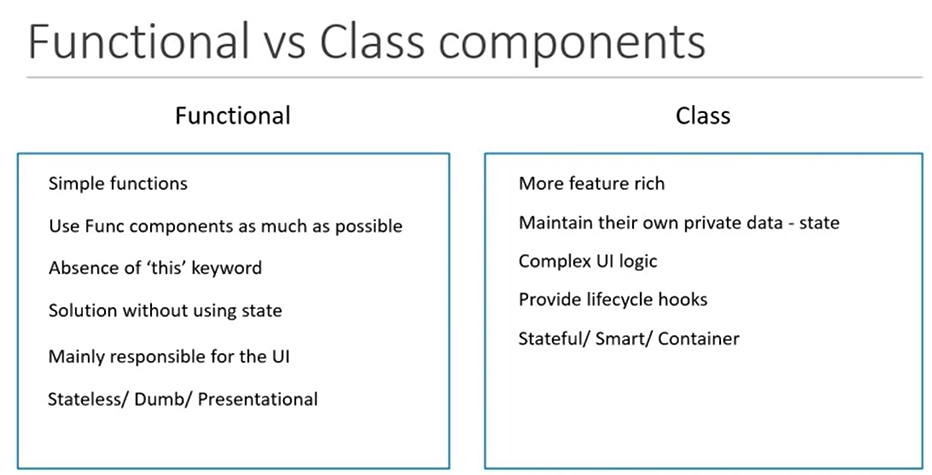 Functional vs Class components
Functional
Simple functions
Use Func components as much as possible
Absence of ‘this’ keyword
Solution without using state
Mainly responsible for the UI
Stateless/ Dumb/ Presentational
Class
More feature rich
Maintain their own private data - state
Complex UI logic
Provide lifecycle hooks
Stateful/ Smart/ Container